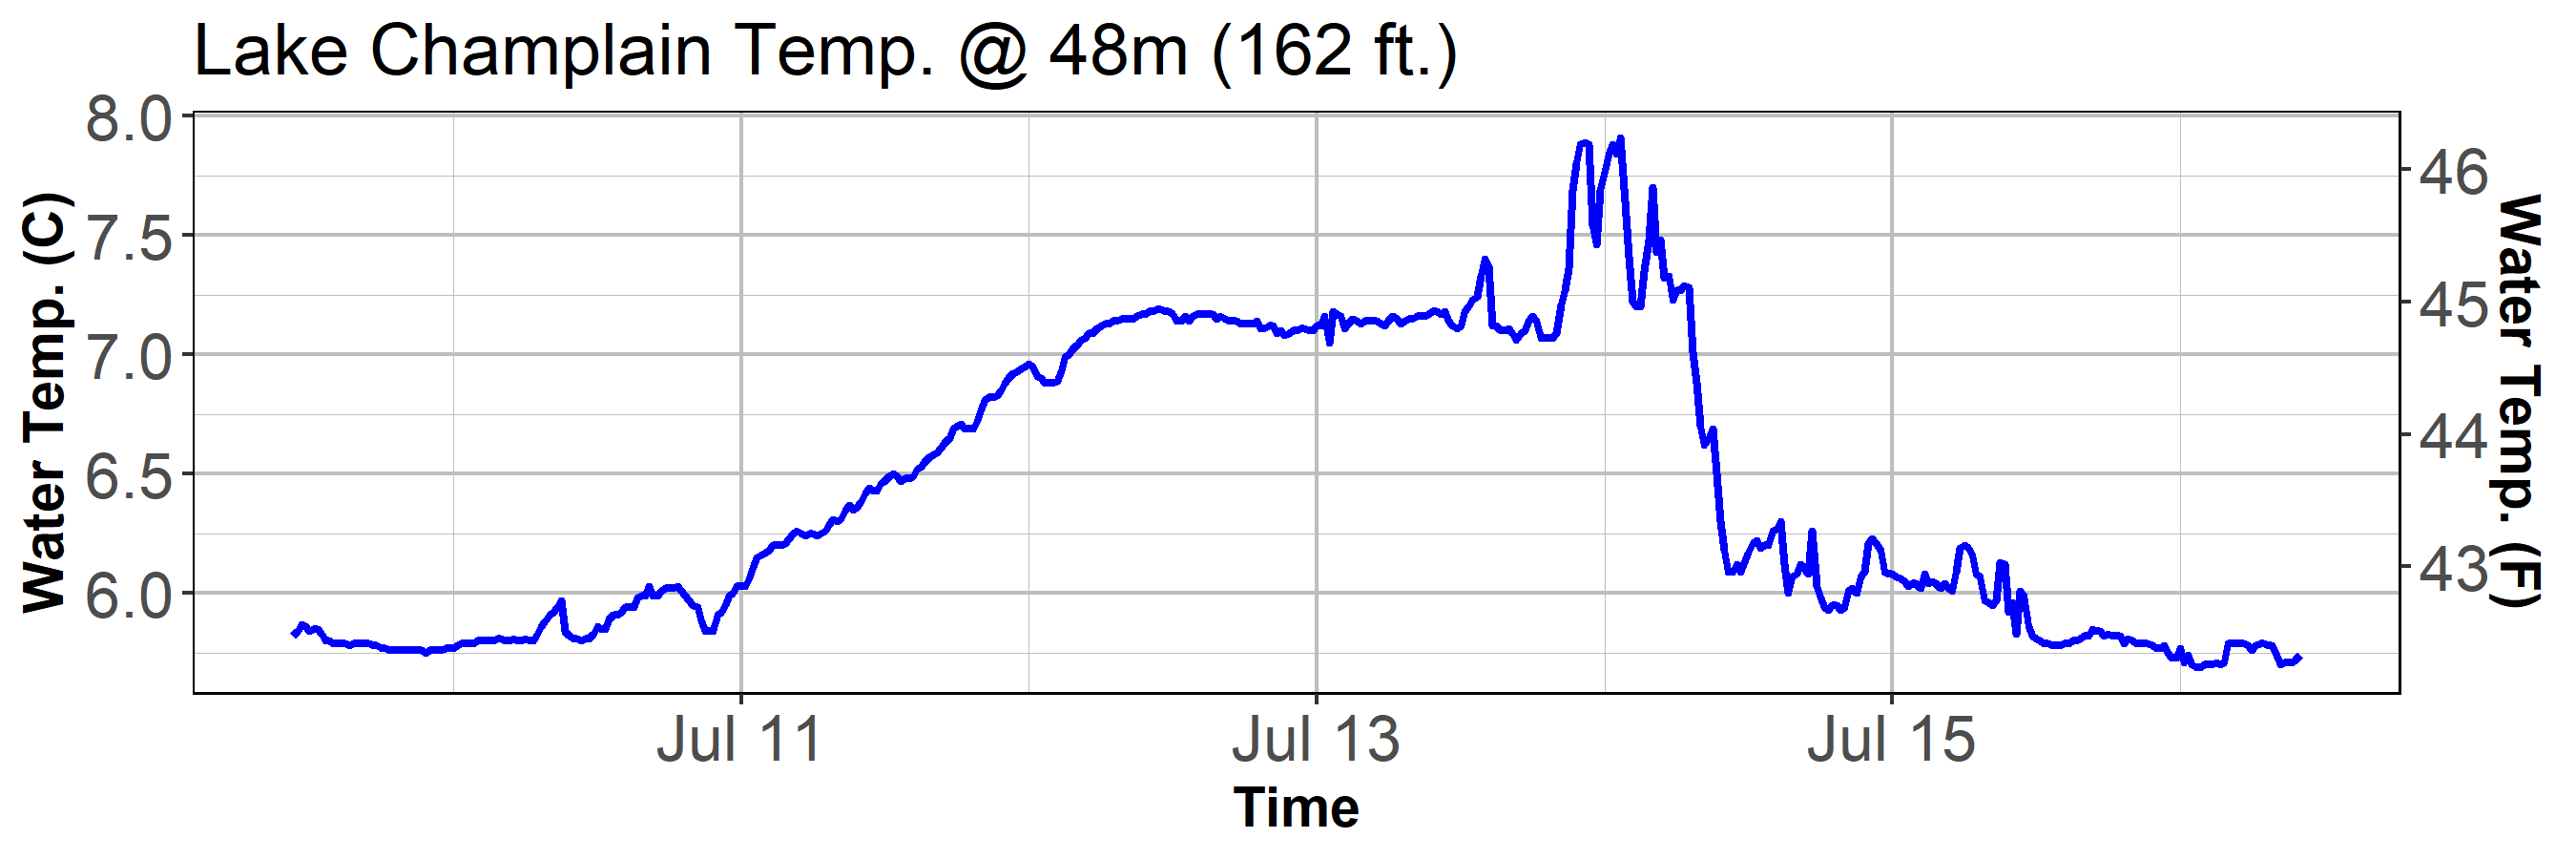 Lake Champlain Temp. @ 48m (162 ft.)
Water Temp. (C)
8.0
7.5
7.0
6.5
6.0
46
45
44
43
Water Temp. (F)
Jul 11
Jul 13
Jul 15
Time